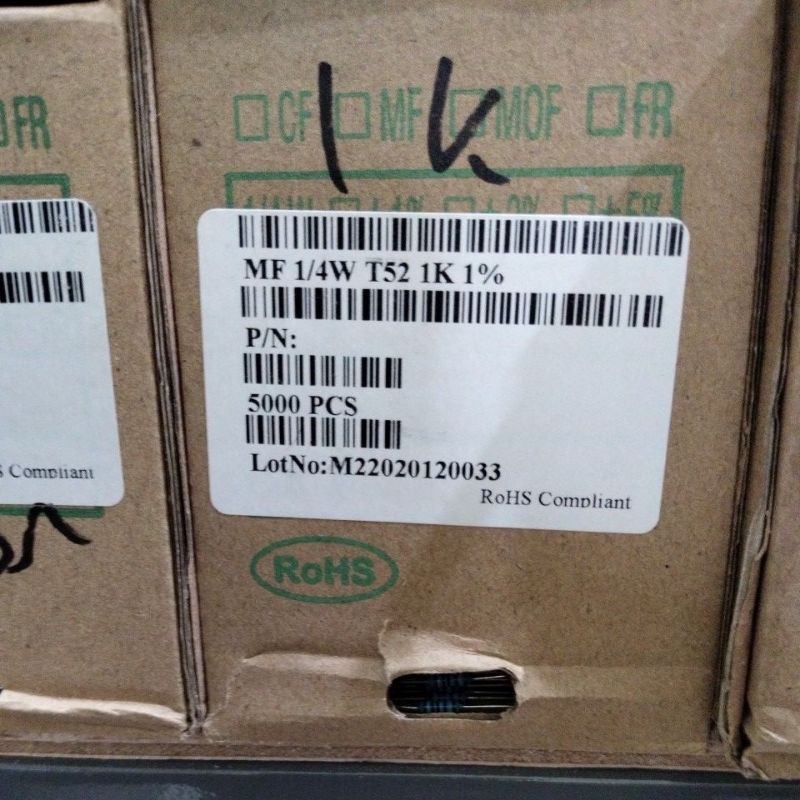 1K
CF MF MOF FR
FR
MF 1/4W T52 1K 1%
P/N:
5000 PCS
LotNo:M22020120033
RoHS Compliant
S Compliant
RoHS